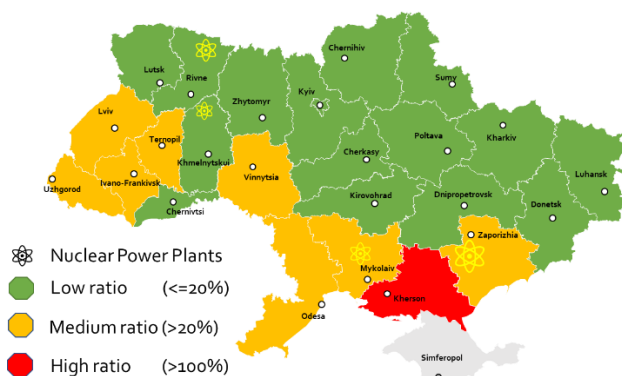 Chernihiv
Lutsk
Rivne
Sumy
Kyiv
Zhytomyr
Lviv
Kharkiv
Ternopil
Poltava
Khmelnytskui
Cherkasy
Vinnytsia
Luhansk
Uzhgorod
Ivano-Frankivsk
Kirovohrad
Dnipropetrovsk
Donetsk
Chernivtsi
Zaporizhia
Nuclear Power Plants
Mykolaiv
Low ratio (<=20%)
Kherson
Odesa
Medium ratio (>20%)
Simferopol
High ratio (>100%)